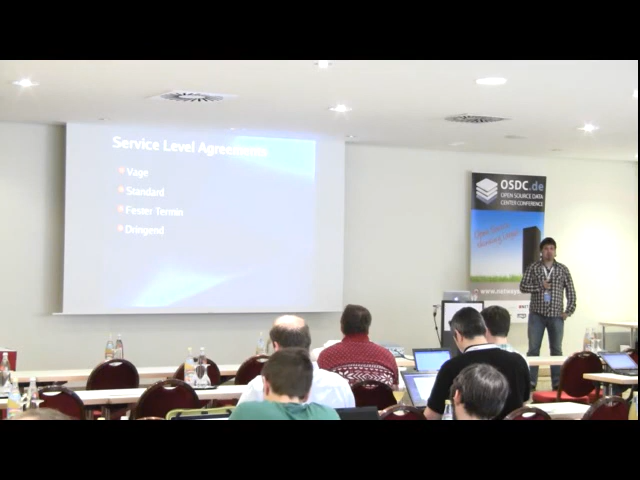 Service Level Agreements
Vage
Standard
Fester Termin
Dringend
OSDC.de
OPEN SOURCE DATA
CENTER CONFERENCE